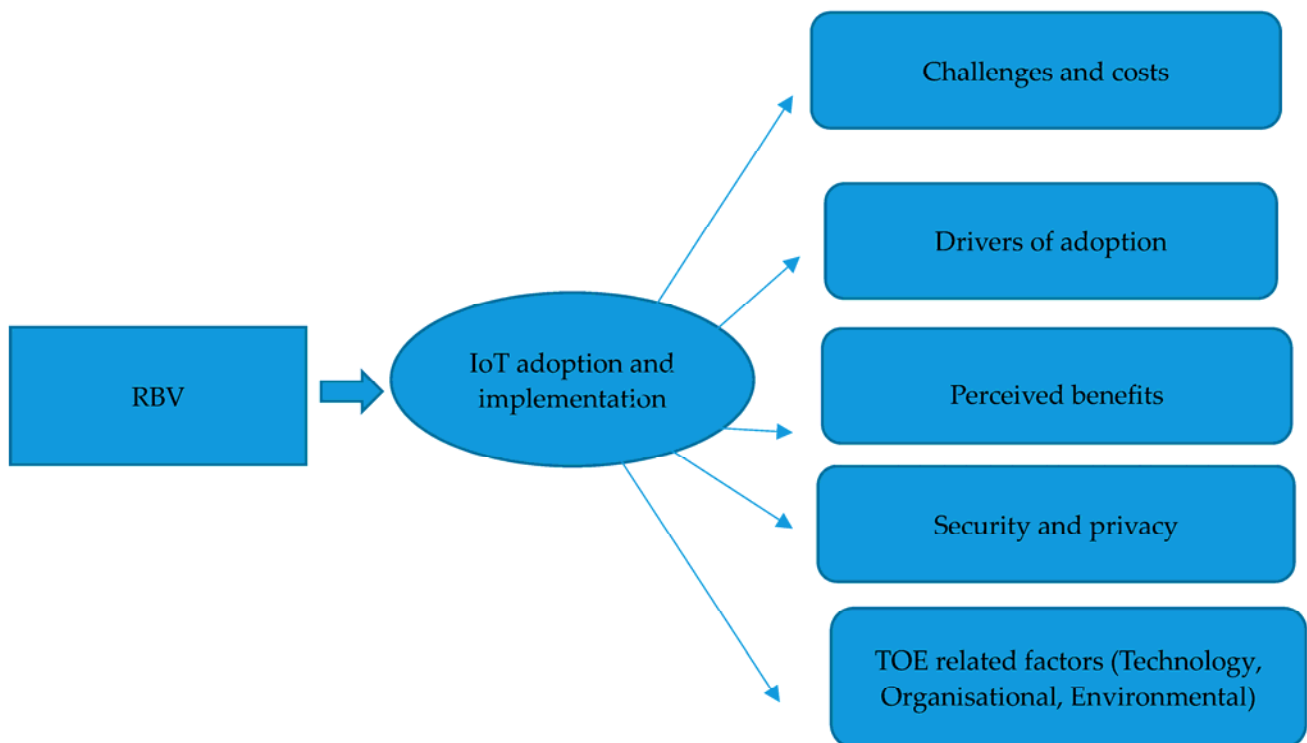 Challenges and costs
Drivers of adoption
RBV
IoT adoption and
implementation
Perceived benefits
Security and privacy
TOE related factors (Technology,
Organisational, Environmental)